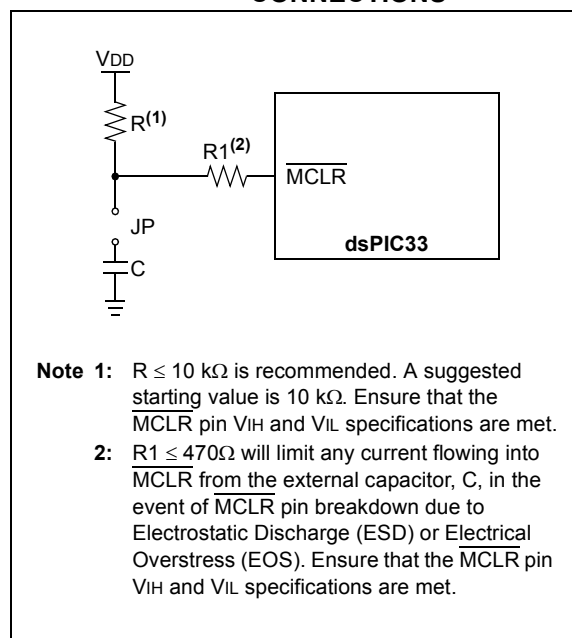 CONNECTIONS
VDD
R(1)
R1(2)
MCLR
JP
dsPIC33
C
Note 1: R ≤ 10 kΩ is recommended. A suggested
starting value is 10 kΩ. Ensure that the
MCLR pin VIH and VIL specifications are met.
2: R1 ≤ 470Ω will limit any current flowing into
MCLR from the external capacitor, C, in the
event of MCLR pin breakdown due to
Electrostatic Discharge (ESD) or Electrical
Overstress (EOS). Ensure that the MCLR pin
VIH and VIL specifications are met.